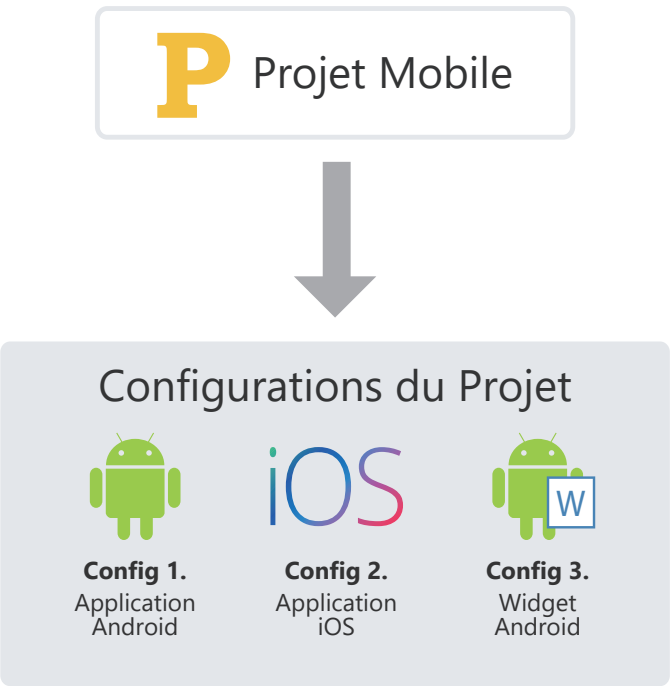 P Projet Mobile
Configurations du Projet
iOS
W
Config 1.
Config 2.
Config 3.
Application
Android
Application
iOS
Widget
Android